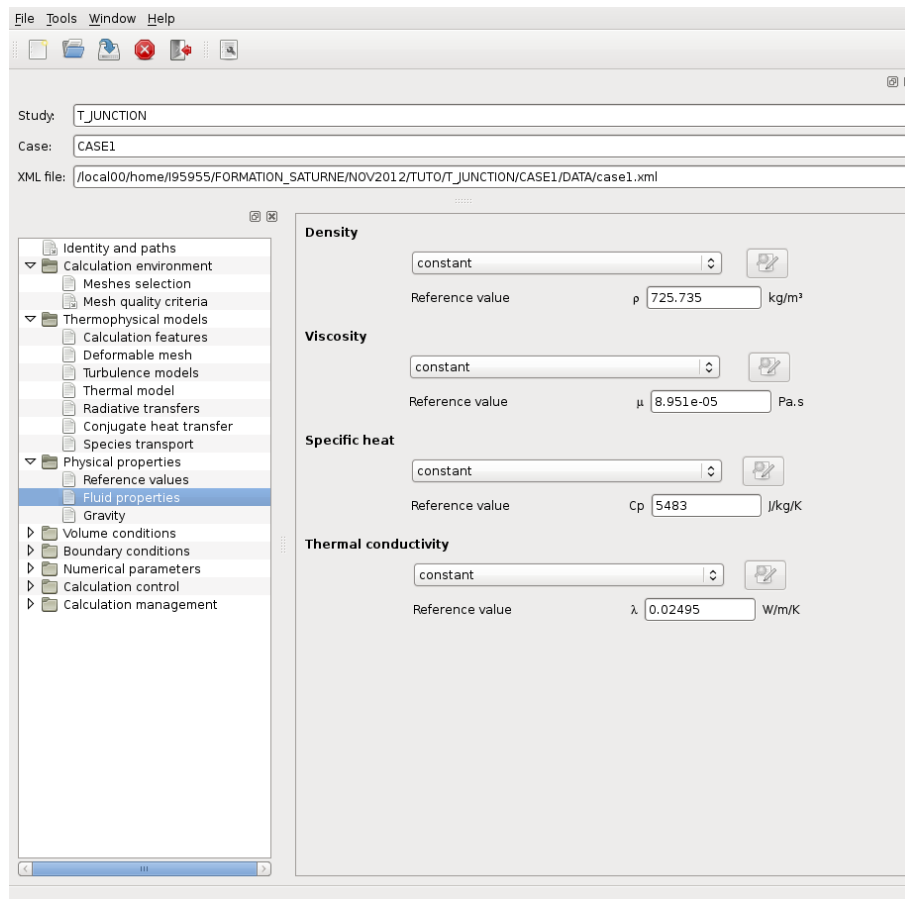 File Tools Window Help
Study: T_JUNCTION
Case: CASE1
XML file: /local00/home/I95955/FORMATION_SATURNE/NOV2012/TUTO/T_JUNCTION/CASE1/DATA/case1.xml
Identity and paths
Calculation environment
Meshes selection
Mesh quality criteria
Thermophysical models
Calculation features
Deformable mesh
Turbulence models
Thermal model
Radiative transfers
Conjugate heat transfer
Species transport
Physical properties
Reference values
Fluid properties
Gravity
Volume conditions
Boundary conditions
Numerical parameters
Calculation control
Calculation management
Density
constant
Reference value ρ 725.735 kg/m³
Viscosity
constant
Reference value μ 8.951e-05 Pa.s
Specific heat
constant
Reference value Cp 5483 J/kg/K
Thermal conductivity
constant
Reference value λ 0.02495 W/m/K